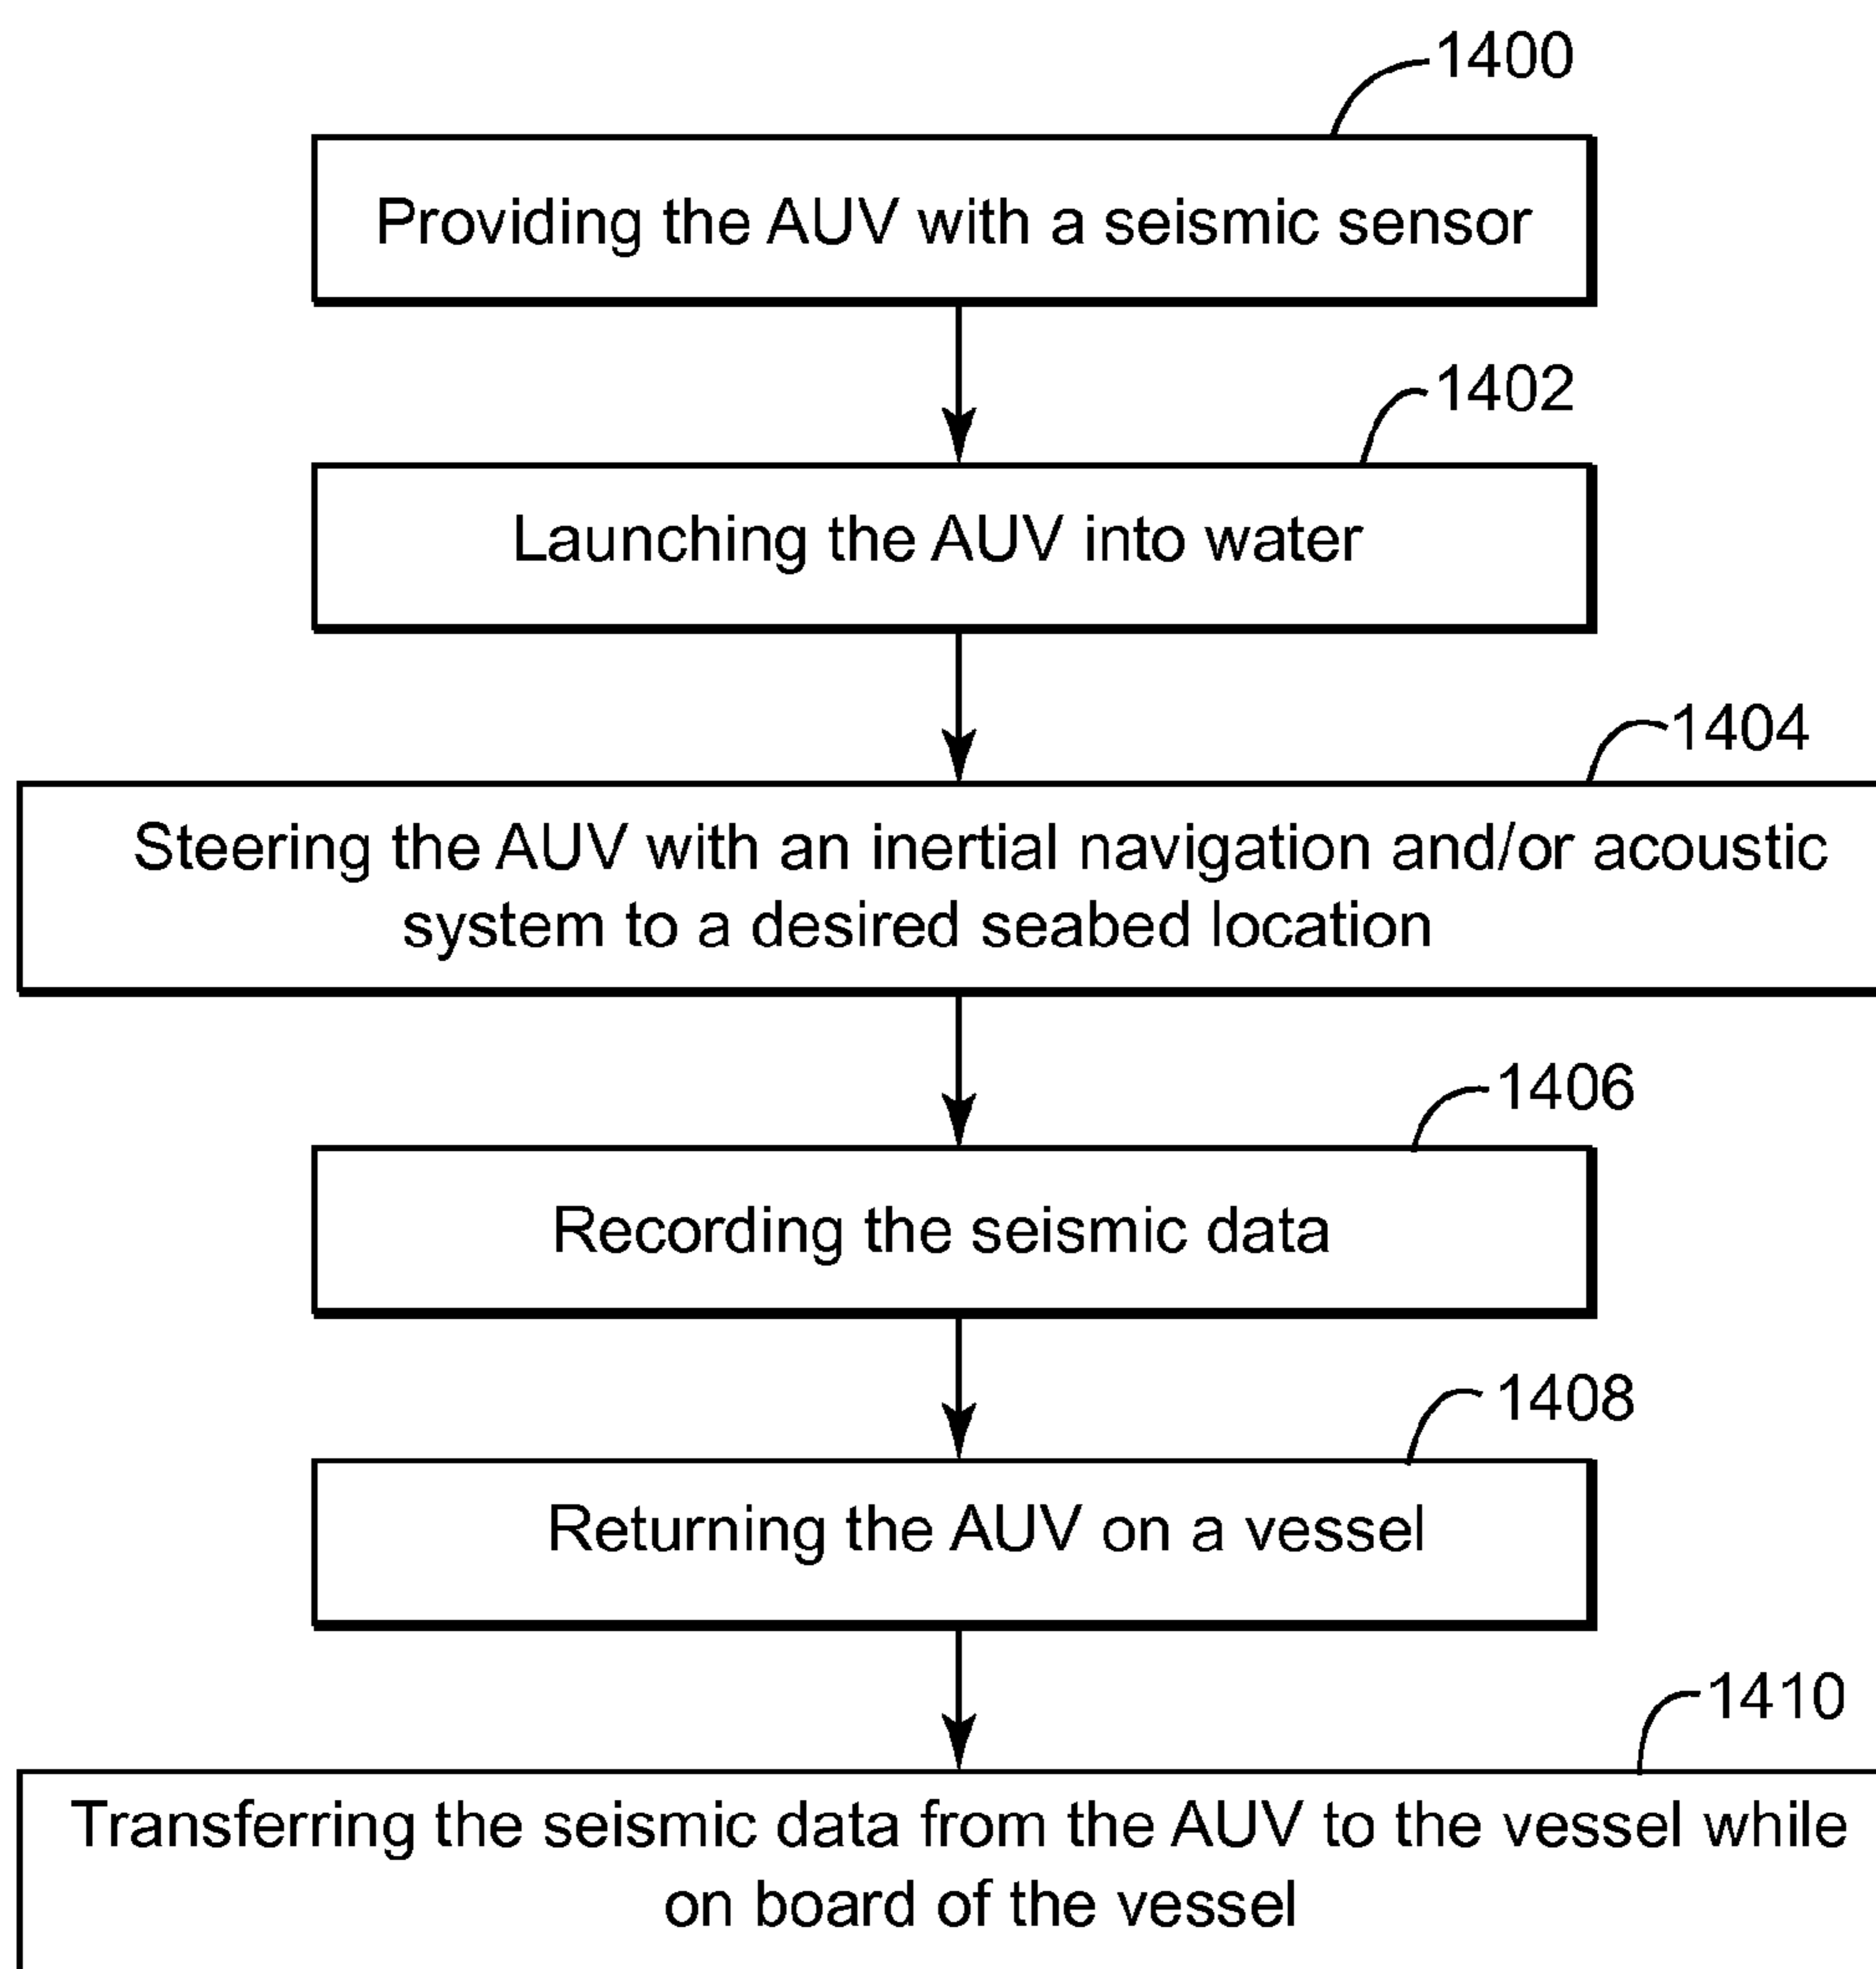 1400
Providing the AUV with a seismic sensor
1402
Launching the AUV into water
1404
Steering the AUV with an inertial navigation and/or acoustic
system to a desired seabed location
1406
Recording the seismic data
1408
Returning the AUV on a vessel
1410
Transferring the seismic data from the AUV to the vessel while
on board of the vessel